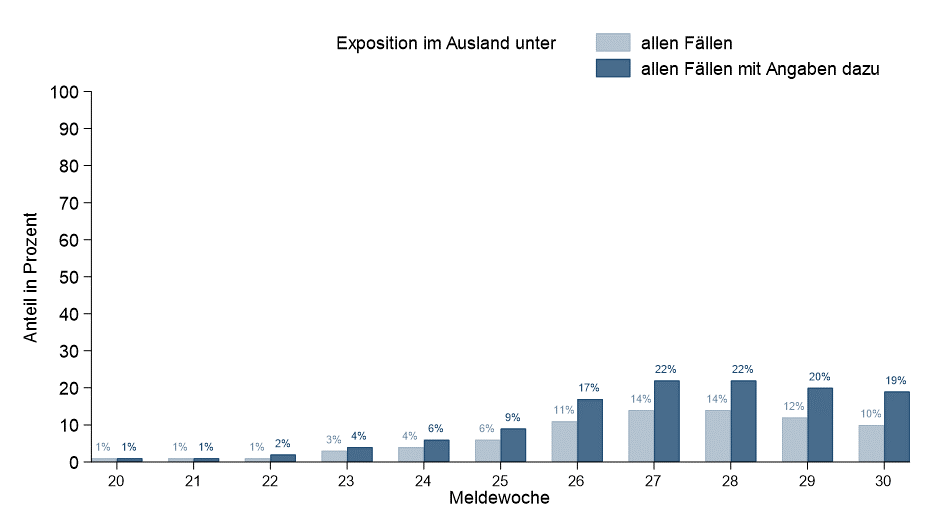 Exposition im Ausland unter
allen Fällen
allen Fällen mit Angaben dazu
Anteil in Prozent
100
90
80
70
60
50
40
30
20
10
0
1% 1% 1% 1% 1% 2% 3% 4% 4% 6% 6% 9% 11% 17% 14% 22% 14% 22% 12% 20% 10% 19%
20 21 22 23 24 25 26 27 28 29 30
Meldewoche